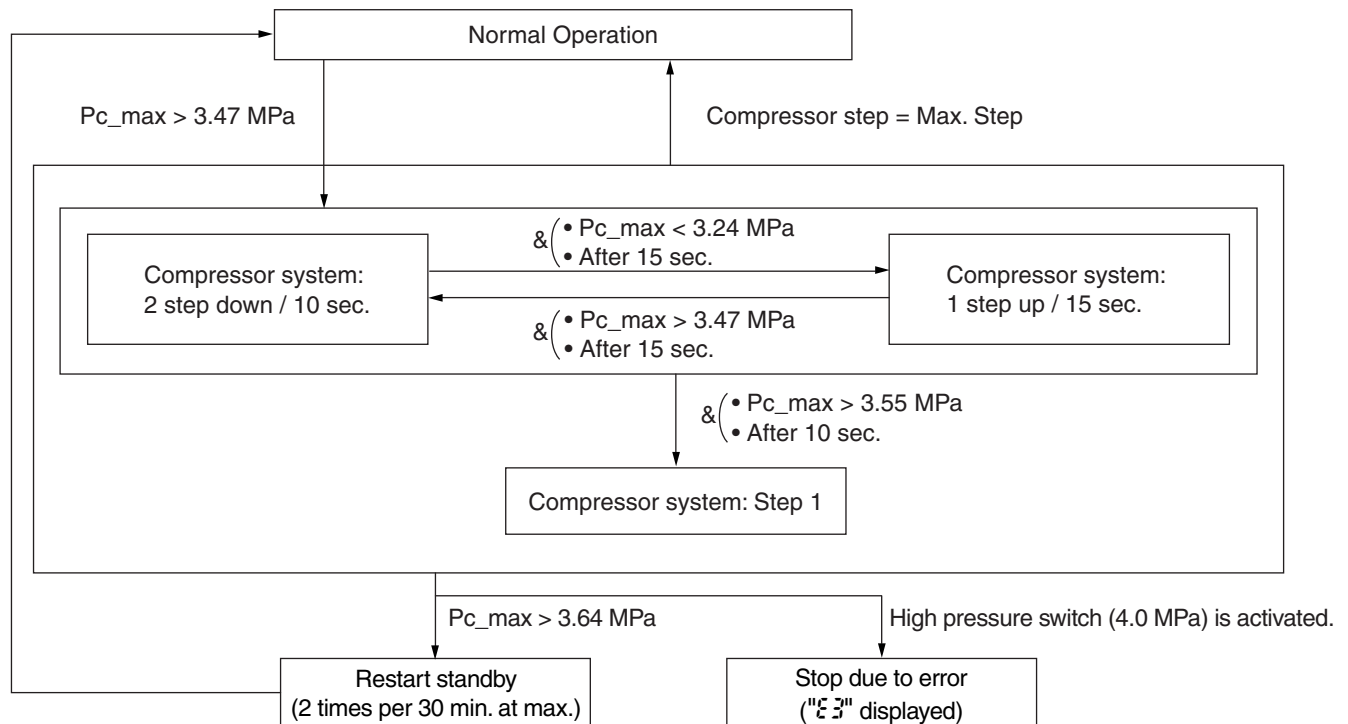 Normal Operation
Pc_max > 3.47 MPa
Compressor step = Max. Step
& • Pc_max < 3.24 MPa
• After 15 sec.
Compressor system:
2 step down / 10 sec.
Compressor system:
1 step up / 15 sec.
& • Pc_max > 3.47 MPa
• After 15 sec.
& • Pc_max > 3.55 MPa
• After 10 sec.
Compressor system: Step 1
Pc_max > 3.64 MPa
High pressure switch (4.0 MPa) is activated.
Restart standby
(2 times per 30 min. at max.)
Stop due to error
("E3" displayed)